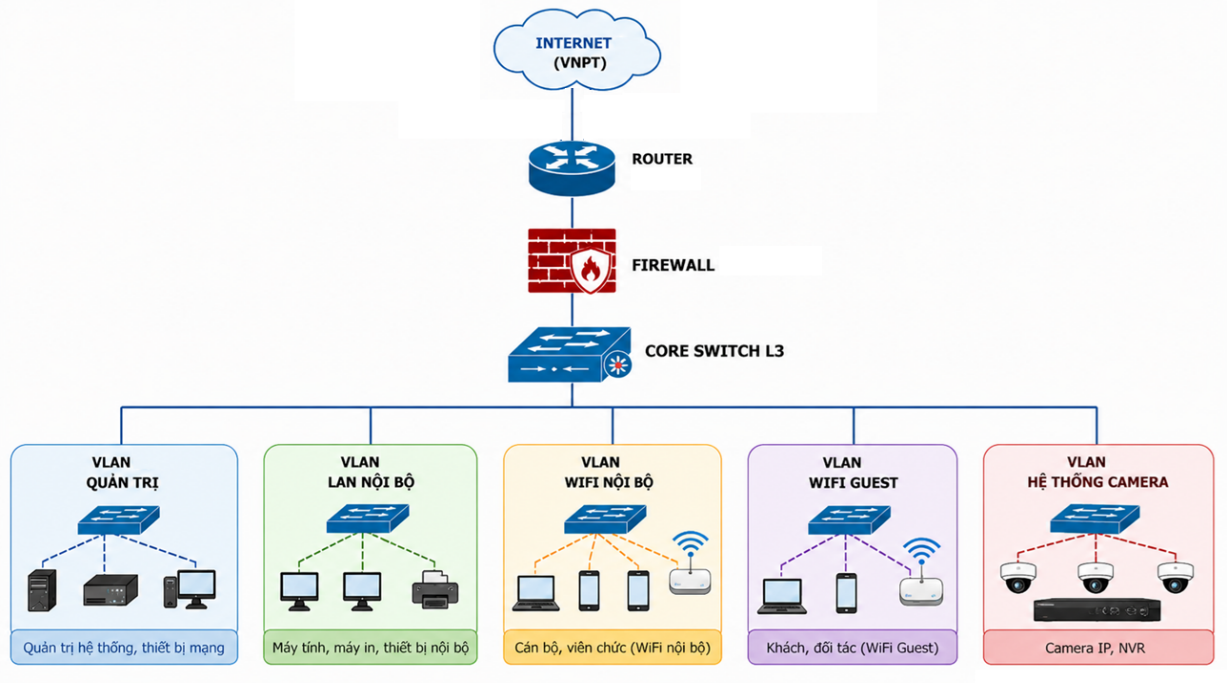 INTERNET
(VNPT)
ROUTER
FIREWALL
CORE SWITCH L3
VLAN
QUẢN TRỊ
Quản trị hệ thống, thiết bị mạng
VLAN
LAN NỘI BỘ
Máy tính, máy in, thiết bị nội bộ
VLAN
WIFI NỘI BỘ
Cán bộ, viên chức (WiFi nội bộ)
VLAN
WIFI GUEST
Khách, đối tác (WiFi Guest)
VLAN
HỆ THỐNG CAMERA
Camera IP, NVR